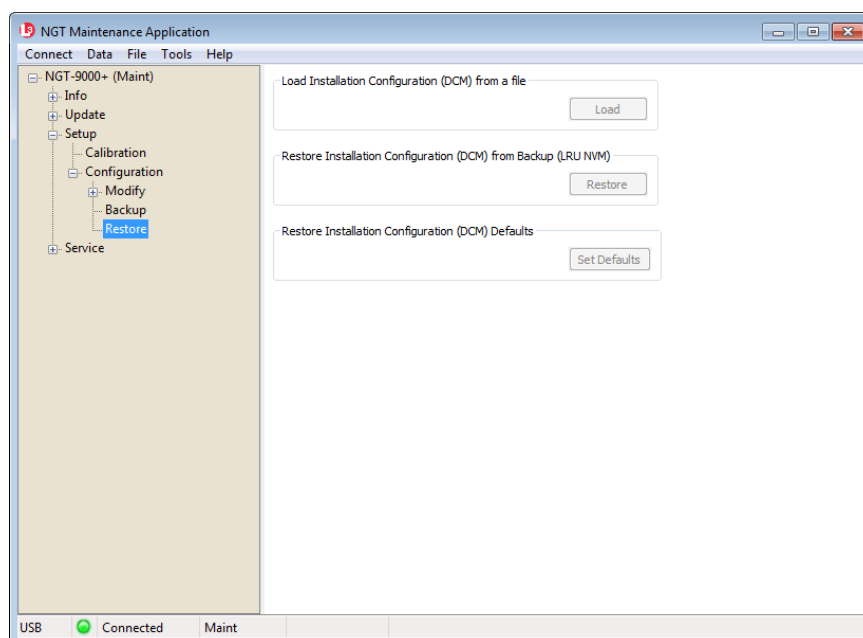 NGT Maintenance Application
Connect Data File Tools Help
NGT-9000+ (Maint)
Info
Update
Setup
Calibration
Configuration
Modify
Backup
Restore
Service
Load Installation Configuration (DCM) from a file
Load
Restore Installation Configuration (DCM) from Backup (LRU NVM)
Restore
Restore Installation Configuration (DCM) Defaults
Set Defaults
USB Connected Maint